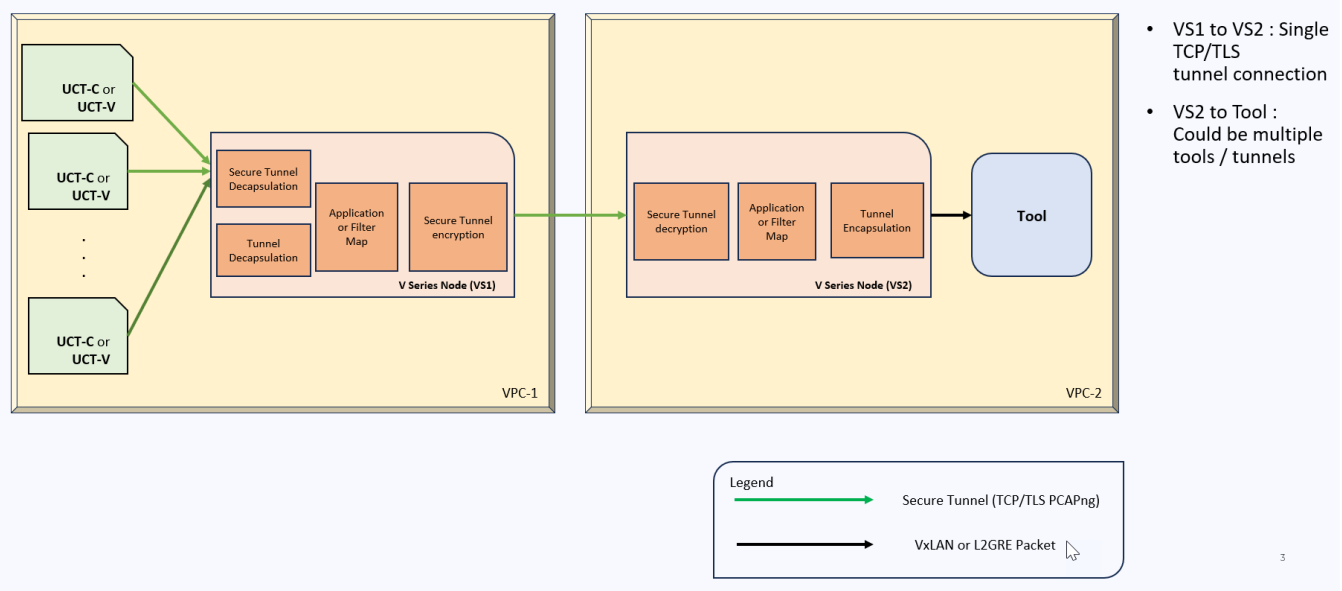 UCT-C or
UCT-V
UCT-C or
UCT-V
.
.
.
UCT-C or
UCT-V
Secure Tunnel
Decapsulation
Tunnel
Decapsulation
Application
or Filter
Map
Secure Tunnel
encryption
V Series Node (VS1)
VPC-1
Secure Tunnel
decryption
Application
or Filter
Map
Tunnel
Encapsulation
V Series Node (VS2)
Tool
VPC-2
• VS1 to VS2 : Single
TCP/TLS
tunnel connection
• VS2 to Tool :
Could be multiple
tools / tunnels
Legend
Secure Tunnel (TCP/TLS PCAPng)
VxLAN or L2GRE Packet
3